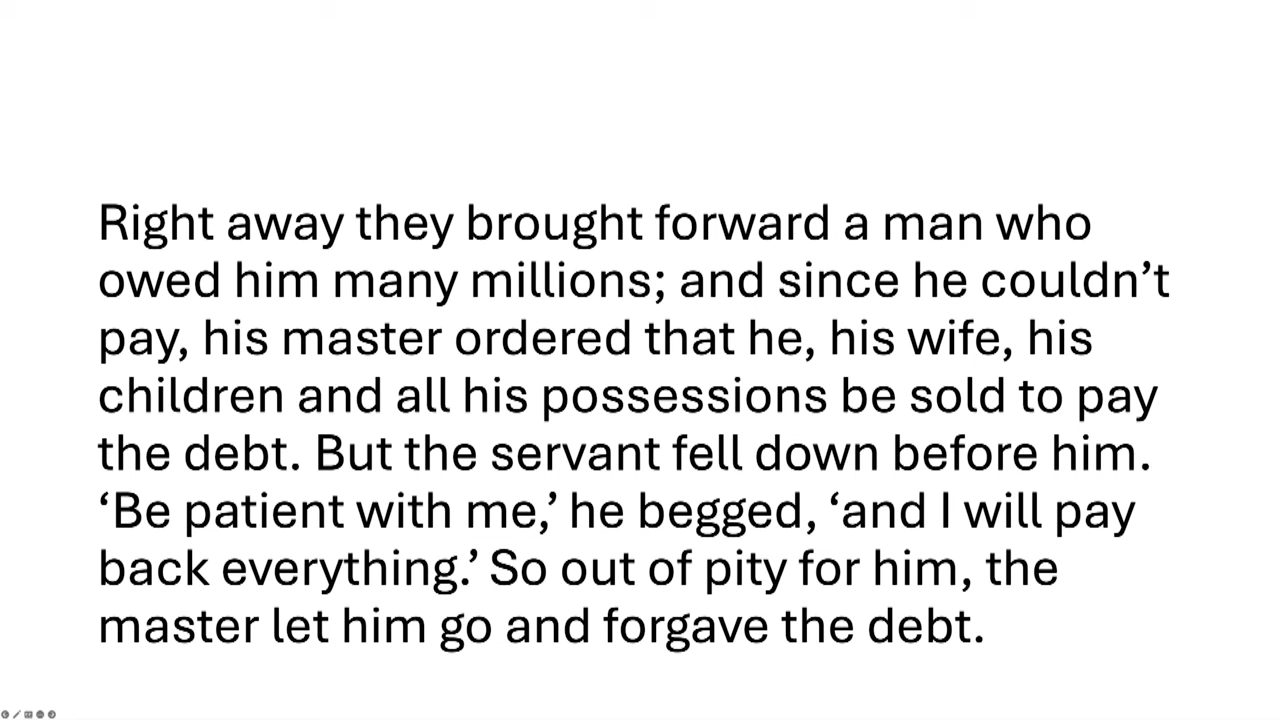 Right away they brought forward a man who
owed him many millions; and since he couldn’t
pay, his master ordered that he, his wife, his
children and all his possessions be sold to pay
the debt. But the servant fell down before him.
‘Be patient with me,’ he begged, ‘and I will pay
back everything.’ So out of pity for him, the
master let him go and forgave the debt.